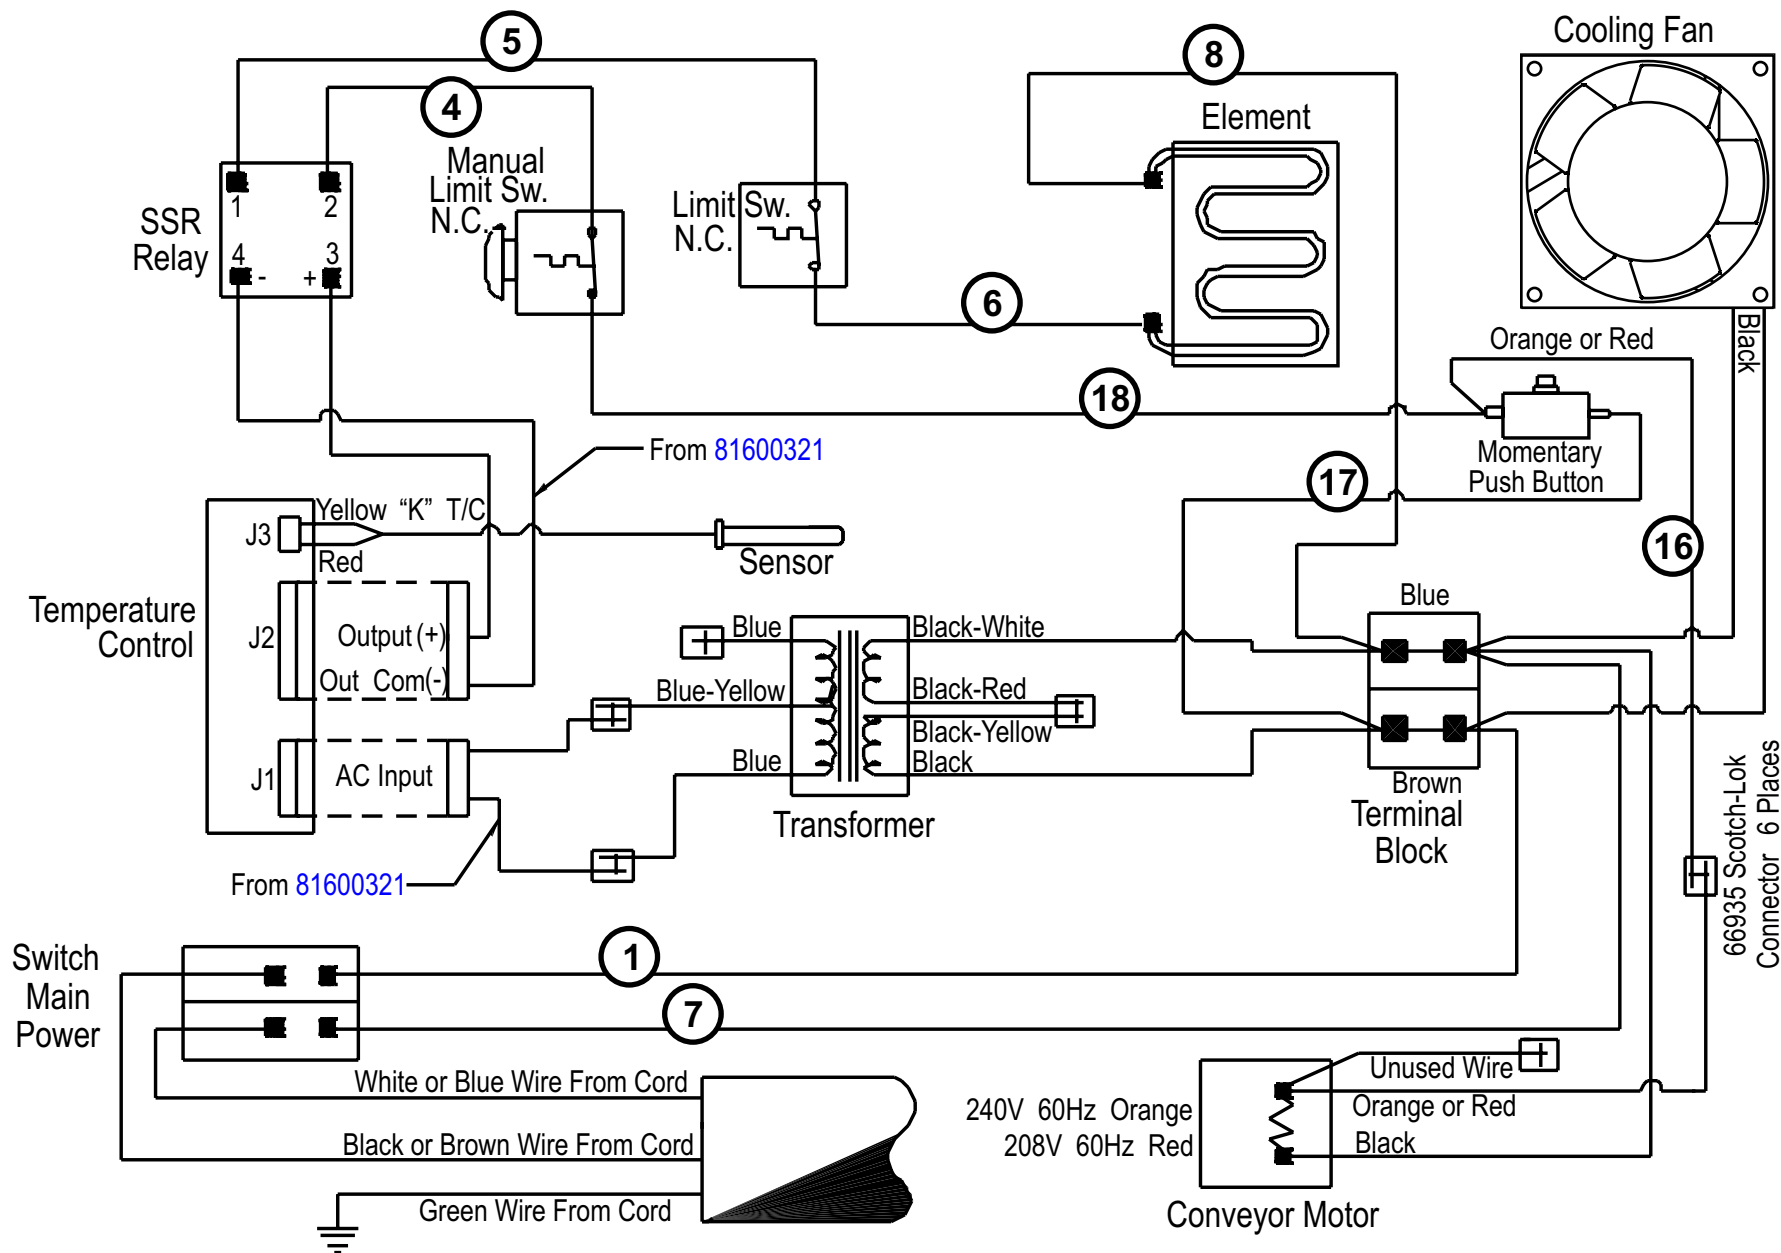 Cooling Fan
5
8
4
Element
Manual
Limit Sw.
N.C.
1
2
4
-
+
3
SSR
Relay
Limit Sw.
N.C.
6
Black
Orange or Red
18
Momentary
Push Button
From 81600321
17
16
Yellow “K” T/C
J3
Red
Sensor
Temperature
Control
J2
Output (+)
Out Com(-)
Blue
Black-White
Blue
Blue-Yellow
Black-Red
Black-Yellow
J1
AC Input
Blue
Black
Brown
Terminal
Block
Transformer
66935 Scotch-Lok
Connector 6 Places
From 81600321
Switch
Main
Power
1
7
White or Blue Wire From Cord
Black or Brown Wire From Cord
Green Wire From Cord
Unused Wire
240V 60Hz Orange
208V 60Hz Red
Orange or Red
Black
Conveyor Motor